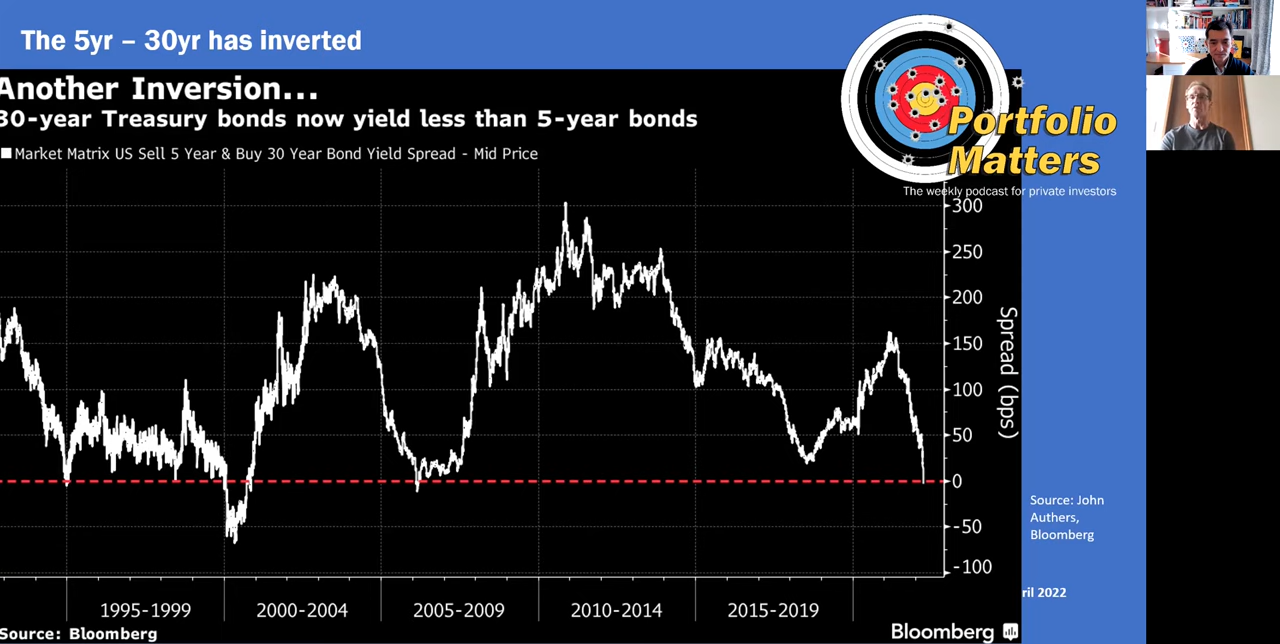 The 5yr – 30yr has inverted
Another Inversion...
30-year Treasury bonds now yield less than 5-year bonds
Market Matrix US Sell 5 Year & Buy 30 Year Bond Yield Spread - Mid Price
Portfolio
Matters
The weekly podcast for private investors
300
250
200
150
100
50
0
-50
-100
Spread (bps)
1995-1999
2000-2004
2005-2009
2010-2014
2015-2019
Source: John
Authers,
Bloomberg
ril 2022
Source: Bloomberg
Bloomberg